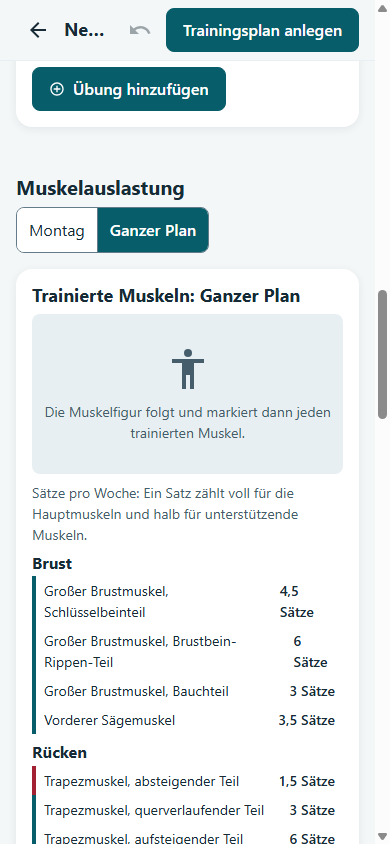 Ne...
Trainingsplan anlegen
Übung hinzufügen
Muskelauslastung
Montag
Ganzer Plan
Trainierte Muskeln: Ganzer Plan
Die Muskelfigur folgt und markiert dann jeden
trainierten Muskel.
Sätze pro Woche: Ein Satz zählt voll für die
Hauptmuskeln und halb für unterstützende
Muskeln.
Brust
Großer Brustmuskel,
Schlüsselbeinteil
4,5
Sätze
Großer Brustmuskel, Brustbein-
Rippen-Teil
6
Sätze
Großer Brustmuskel, Bauchteil
3 Sätze
Vorderer Sägemuskel
3,5 Sätze
Rücken
Trapezmuskel, absteigender Teil
1,5 Sätze
Trapezmuskel, querverlaufender Teil
3 Sätze
Trapezmuskel, aufsteigender Teil
6 Sätze